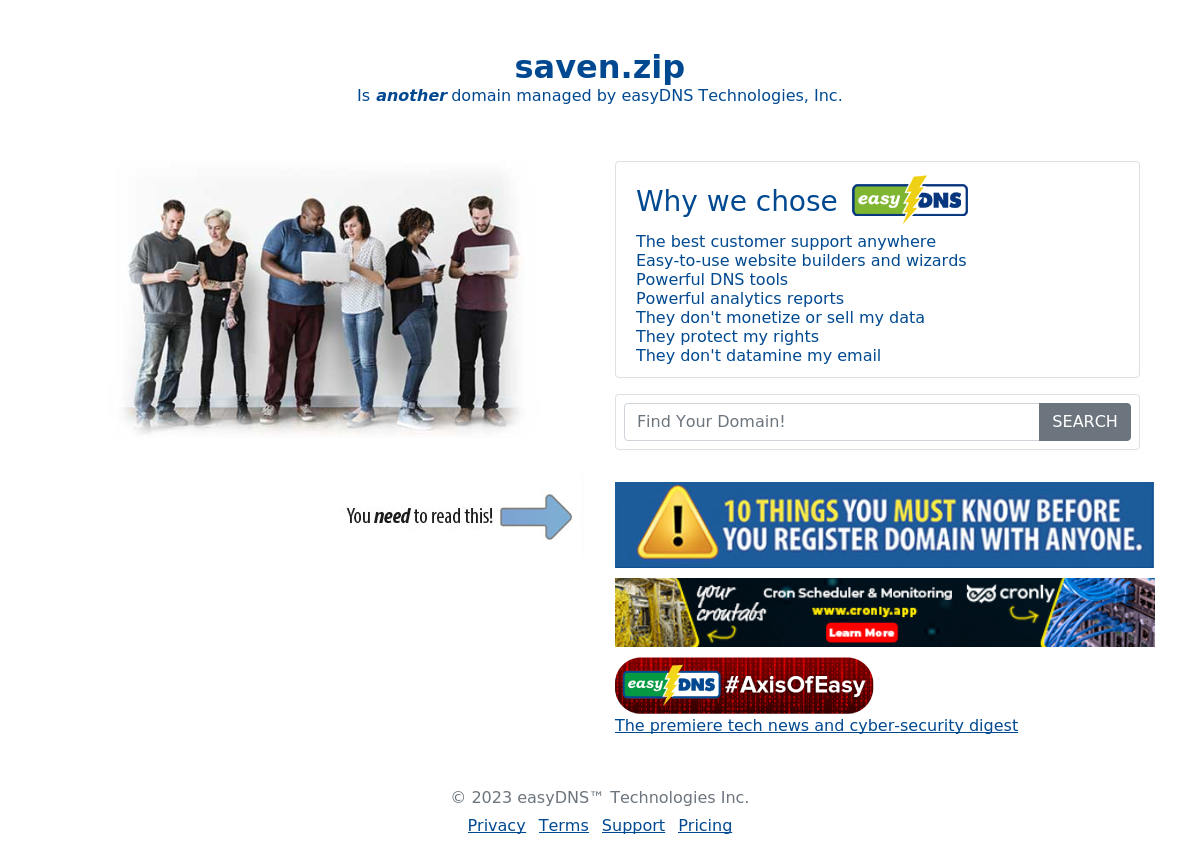 saven.zip
Is another domain managed by easyDNS Technologies, Inc.
Why we chose easyDNS
The best customer support anywhere
Easy-to-use website builders and wizards
Powerful DNS tools
Powerful analytics reports
They don't monetize or sell my data
They protect my rights
They don't datamine my email
Find Your Domain!
SEARCH
You need to read this!
10 THINGS YOU MUST KNOW BEFORE
YOU REGISTER DOMAIN WITH ANYONE.
your
crontabs
Cron Scheduler & Monitoring
www.cronly.app
Learn More
cronly
easyDNS #AxisOfEasy
The premiere tech news and cyber-security digest
© 2023 easyDNS™ Technologies Inc.
Privacy Terms Support Pricing